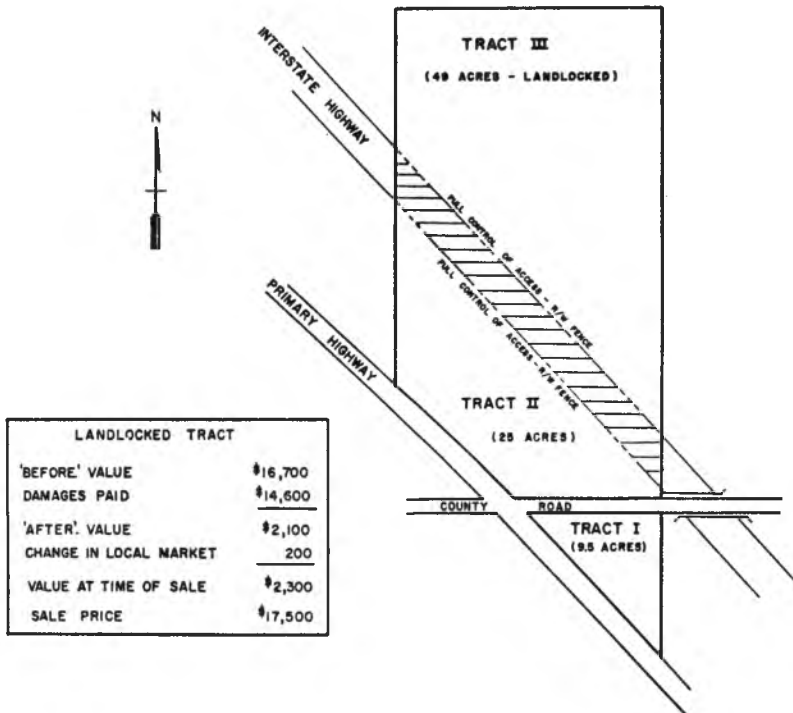 TRACT III
(49 ACRES - LANDLOCKED)
INTERSTATE HIGHWAY
N
FULL CONTROL OF ACCESS - R/W FENCE
FULL CONTROL OF ACCESS - R/W FENCE
PRIMARY HIGHWAY
TRACT II
(25 ACRES)
COUNTY ROAD
TRACT I
(9.5 ACRES)
LANDLOCKED TRACT
'BEFORE' VALUE $16,700
DAMAGES PAID $14,600
'AFTER'. VALUE $2,100
CHANGE IN LOCAL MARKET 200
VALUE AT TIME OF SALE $2,300
SALE PRICE $17,500